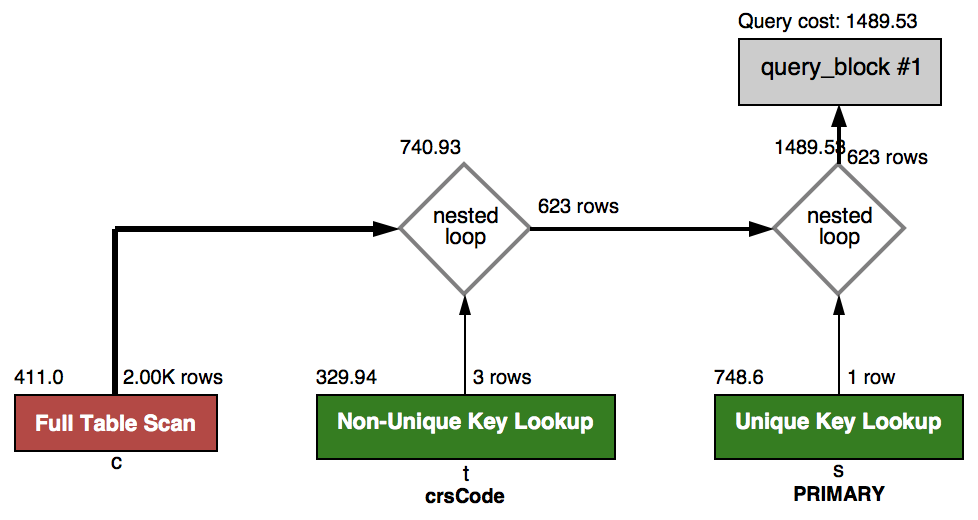 Query cost: 1489.53
query_block #1
740.93
1489.53
623 rows
nested
loop
623 rows
nested
loop
411.0
2.00K rows
329.94
3 rows
748.6
1 row
Full Table Scan
Non-Unique Key Lookup
Unique Key Lookup
c
t
s
crsCode
PRIMARY